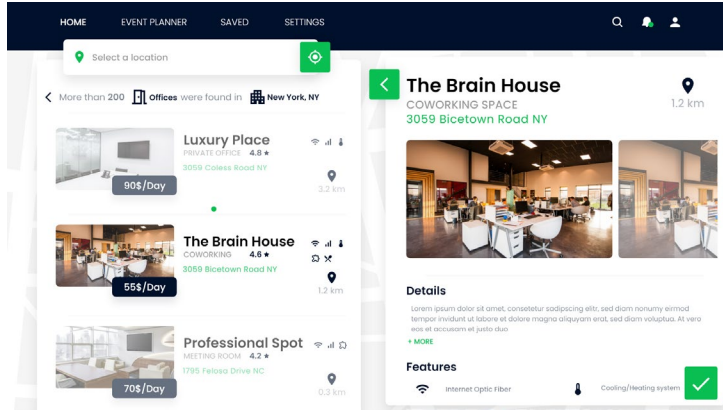 HOME EVENT PLANNER SAVED SETTINGS
Select a location
More than 200 Offices were found in New York, NY
Luxury Place
PRIVATE OFFICE 4.8 ★
3059 Coless Road NY
90$/Day
3.2 km
The Brain House
COWORKING 4.6 ★
3059 Bicetown Road NY
55$/Day
1.2 km
Professional Spot
MEETING ROOM 4.2 ★
1795 Felosa Drive NC
70$/Day
0.3 km
The Brain House
COWORKING SPACE
1.2 km
3059 Bicetown Road NY
Details
Lorem ipsum dolor sit amet, consetetur sadipscing elitr, sed diam nonumy eirmod
tempor invidunt ut labore et dolore magna aliquyam erat, sed diam voluptua. At vero
eos et accusam et justo duo
+ MORE
Features
Internet Optic Fiber
Cooling/Heating system